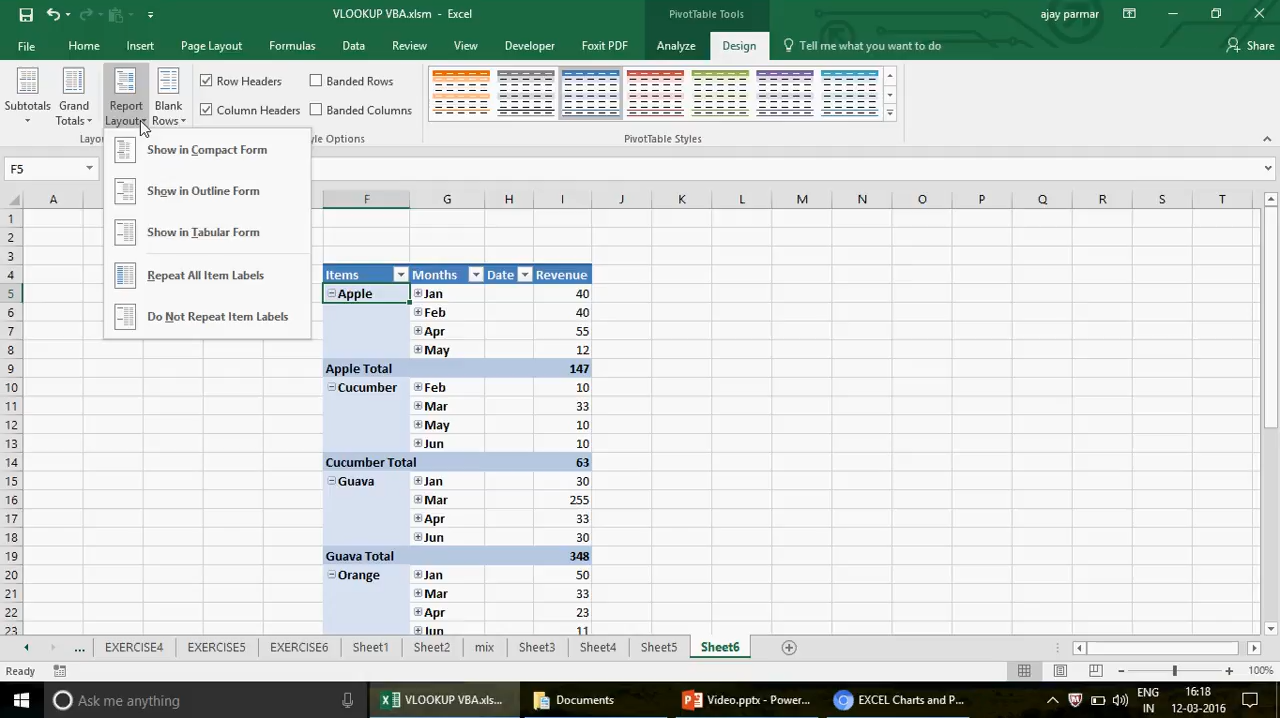 VLOOKUP VBA.xlsm - Excel
PivotTable Tools
ajay parmar
File
Home
Insert
Page Layout
Formulas
Data
Review
View
Developer
Foxit PDF
Analyze
Design
Tell me what you want to do
Share
Subtotals
Grand Totals
Report Layout
Blank Rows
Row Headers
Banded Rows
Column Headers
Banded Columns
Layou
yle Options
PivotTable Styles
Show in Compact Form
Show in Outline Form
Show in Tabular Form
Repeat All Item Labels
Do Not Repeat Item Labels
F5
A F G H I J K L M N O P Q R S T
1
2
3
4 Items Months Date Revenue
5 Apple Jan 40
6 Feb 40
7 Apr 55
8 May 12
9 Apple Total 147
10 Cucumber Feb 10
11 Mar 33
12 May 10
13 Jun 10
14 Cucumber Total 63
15 Guava Jan 30
16 Mar 255
17 Apr 33
18 Jun 30
19 Guava Total 348
20 Orange Jan 50
21 Mar 33
22 Apr 23
23 Jun 11
... EXERCISE4 EXERCISE5 EXERCISE6 Sheet1 Sheet2 mix Sheet3 Sheet4 Sheet5 Sheet6
Ready
100%
Ask me anything
VLOOKUP VBA.xls...
Documents
Video.pptx - Power...
EXCEL Charts and P...
ENG
IN
16:18
12-03-2016